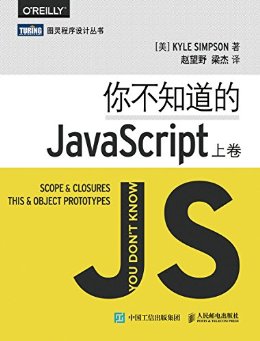 O'REILLY®
TURING 图灵程序设计丛书
[美] KYLE SIMPSON 著
赵望野 梁杰 译
你不知道的
JavaScript 上卷
SCOPE & CLOSURES
THIS & OBJECT PROTOTYPES
YOU DON'T KNOW
JS
中国工信出版集团
人民邮电出版社
POSTS & TELECOM PRESS